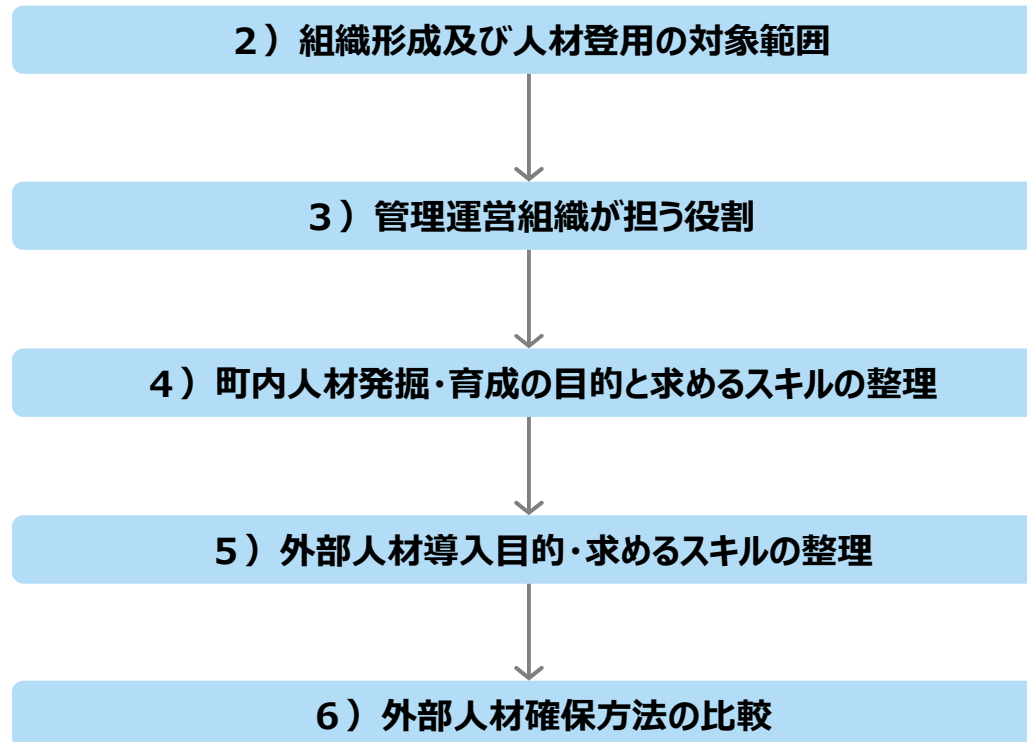 ２）組織形成及び人材登用の対象範囲
３）管理運営組織が担う役割
４）町内人材発掘・育成の目的と求めるスキルの整理
５）外部人材導入目的・求めるスキルの整理
６）外部人材確保方法の比較